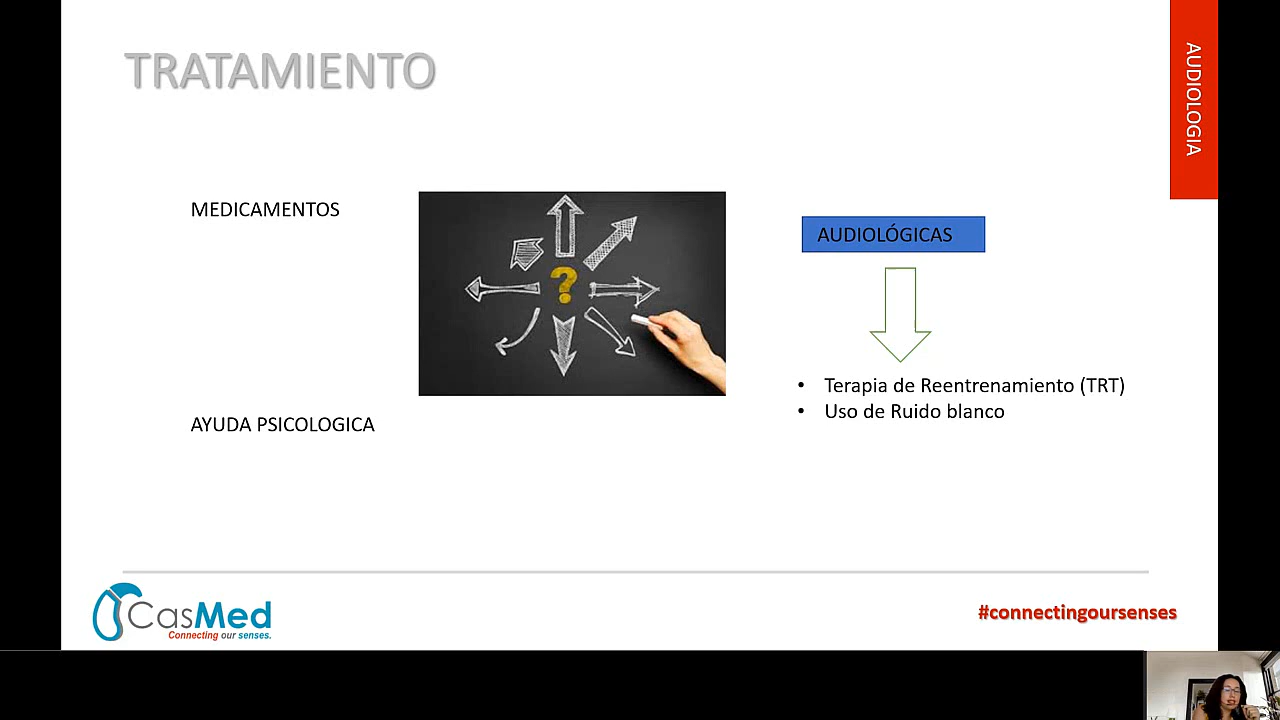 TRATAMIENTO
AUDIOLOGIA
MEDICAMENTOS
?
AYUDA PSICOLOGICA
AUDIOLÓGICAS
• Terapia de Reentrenamiento (TRT)
• Uso de Ruido blanco
CasMed
Connecting our senses.
#connectingoursenses